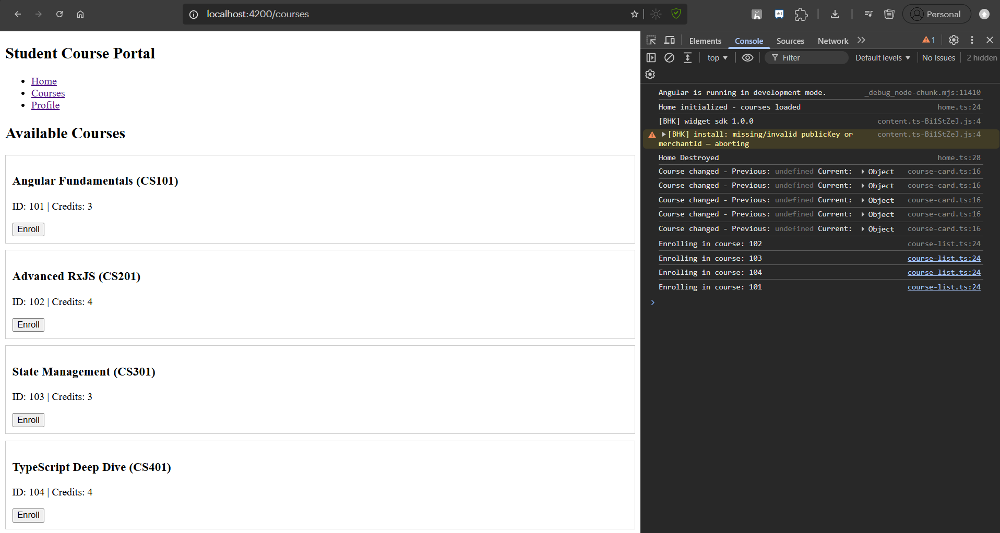 localhost:4200/courses
Personal
Student Course Portal
Home
Courses
Profile
Available Courses
Angular Fundamentals (CS101)
ID: 101 | Credits: 3
Enroll
Advanced RxJS (CS201)
ID: 102 | Credits: 4
Enroll
State Management (CS301)
ID: 103 | Credits: 3
Enroll
TypeScript Deep Dive (CS401)
ID: 104 | Credits: 4
Enroll
Elements Console Sources Network 1
top Filter Default levels No Issues 2 hidden
Angular is running in development mode. _debug_node-chunk.mjs:11410
Home initialized - courses loaded home.ts:24
[BHK] widget sdk 1.0.0 content.ts-Bi1StZeJ.js:4
[BHK] install: missing/invalid publicKey or content.ts-Bi1StZeJ.js:4
merchantId — aborting
Home Destroyed home.ts:28
Course changed - Previous: undefined Current: Object course-card.ts:16
Course changed - Previous: undefined Current: Object course-card.ts:16
Course changed - Previous: undefined Current: Object course-card.ts:16
Course changed - Previous: undefined Current: Object course-card.ts:16
Course changed - Previous: undefined Current: Object course-card.ts:16
Enrolling in course: 102 course-list.ts:24
Enrolling in course: 103 course-list.ts:24
Enrolling in course: 104 course-list.ts:24
Enrolling in course: 101 course-list.ts:24